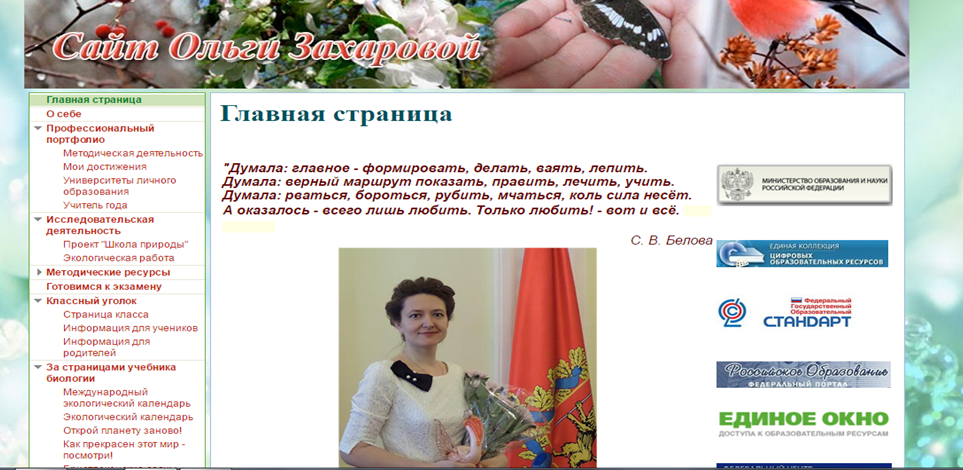 Сайт Ольги Захаровой
Главная страница
О себе
Профессиональный
портфолио
Методическая деятельность
Мои достижения
Университеты личного
образования
Учитель года
Исследовательская
деятельность
Проект "Школа природы"
Экологическая работа
Методические ресурсы
Готовимся к экзамену
Классный уголок
Страница класса
Информация для учеников
Информация для
родителей
За страницами учебника
биологии
Международный
экологический календарь
Экологический календарь
Открой планету заново!
Как прекрасен этот мир -
посмотри!
Главная страница
"Думала: главное - формировать, делать, ваять, лепить.
Думала: верный маршрут показать, править, лечить, учить.
Думала: рваться, бороться, рубить, мчаться, коль сила несёт.
А оказалось - всего лишь любить. Только любить! - вот и всё.
С. В. Белова
МИНИСТЕРСТВО ОБРАЗОВАНИЯ И НАУКИ
РОССИЙСКОЙ ФЕДЕРАЦИИ
ЕДИНАЯ КОЛЛЕКЦИЯ
ЦИФРОВЫХ
ОБРАЗОВАТЕЛЬНЫХ РЕСУРСОВ
Федеральный
Государственный
Образовательный
СТАНДАРТ
Российское Образование
ФЕДЕРАЛЬНЫЙ ПОРТАЛ
ЕДИНОЕ ОКНО
ДОСТУПА К ОБРАЗОВАТЕЛЬНЫМ РЕСУРСАМ